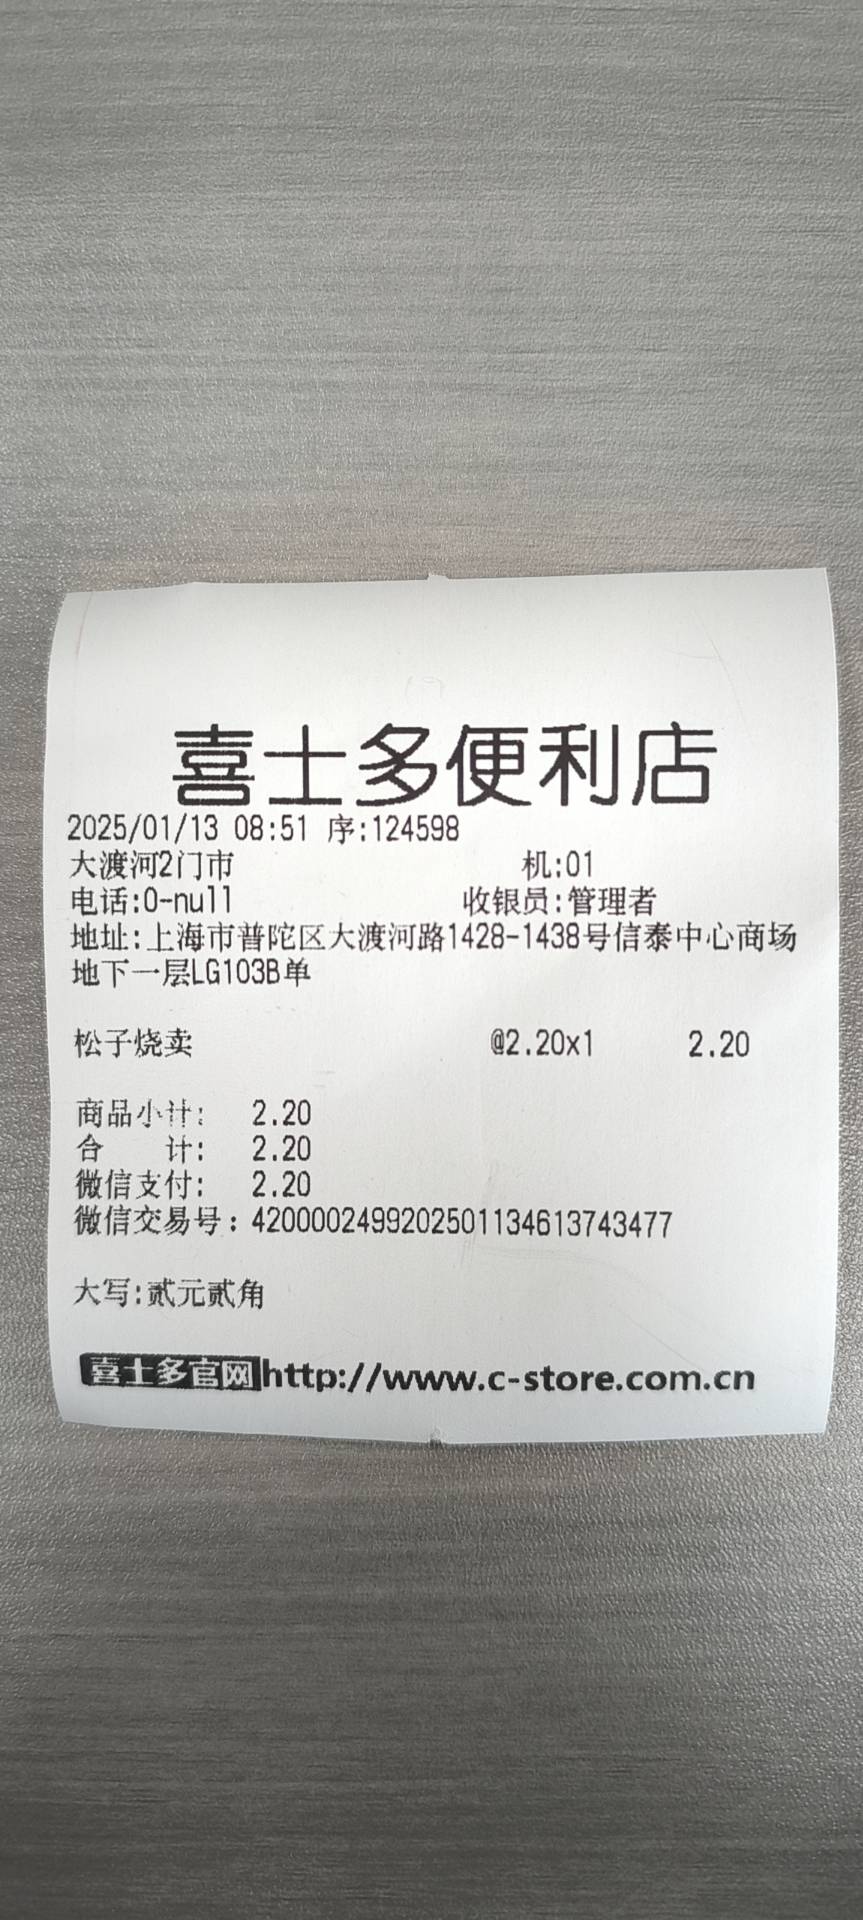 喜士多便利店
2025/01/13 08:51 序:124598
大渡河2门市 机:01
电话:0-null 收银员:管理者
地址:上海市普陀区大渡河路1428-1438号信泰中心商场
地下一层LG103B单
松子烧卖 @2.20x1 2.20
商品小计: 2.20
合 计: 2.20
微信支付: 2.20
微信交易号:4200002499202501134613743477
大写:贰元贰角
喜士多官网http://www.c-store.com.cn